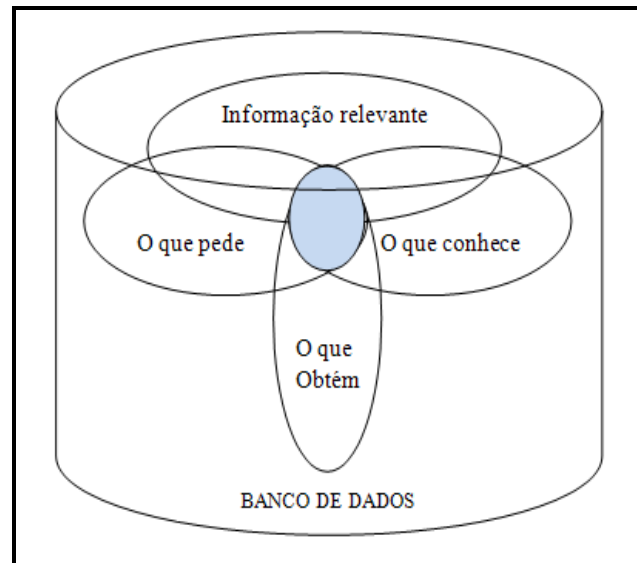 Informação relevante
O que pede
O que conhece
O que
Obtém
BANCO DE DADOS